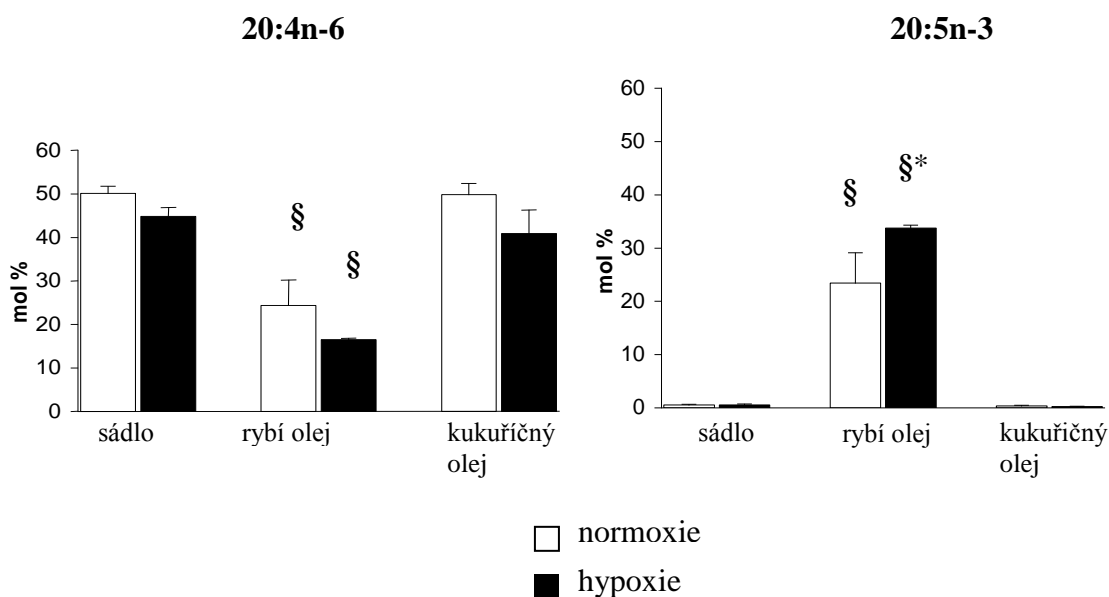 20:4n-6
60
50
40
30
20
10
0
mol %
§
§
sádlo
rybí olej
kukuříčný
olej
20:5n-3
60
50
40
30
20
10
0
mol %
§
§*
sádlo
rybí olej
kukuřičný
olej
normoxie
hypoxie